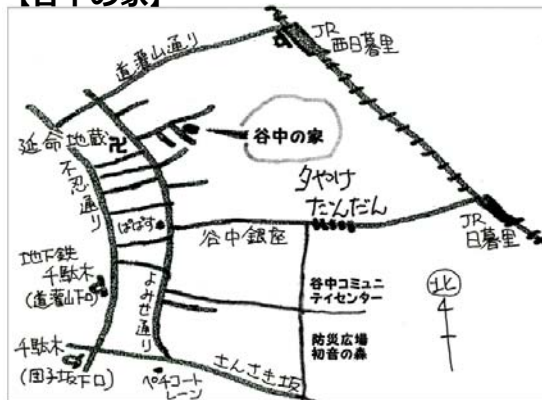 【谷中の家】
JR
西日暮里
道灌山通り
延命地蔵卍
谷中の家
不忍通り
夕やけ
だんだん
JR
日暮里
ぱぱす
谷中銀座
地下鉄
千駄木
(道灌山下口)
よみせ通り
谷中コミュニ
テイセンター
北
防災広場
初音の森
千駄木
(団子坂下口)
さんさき坂
ペチコート
レーン